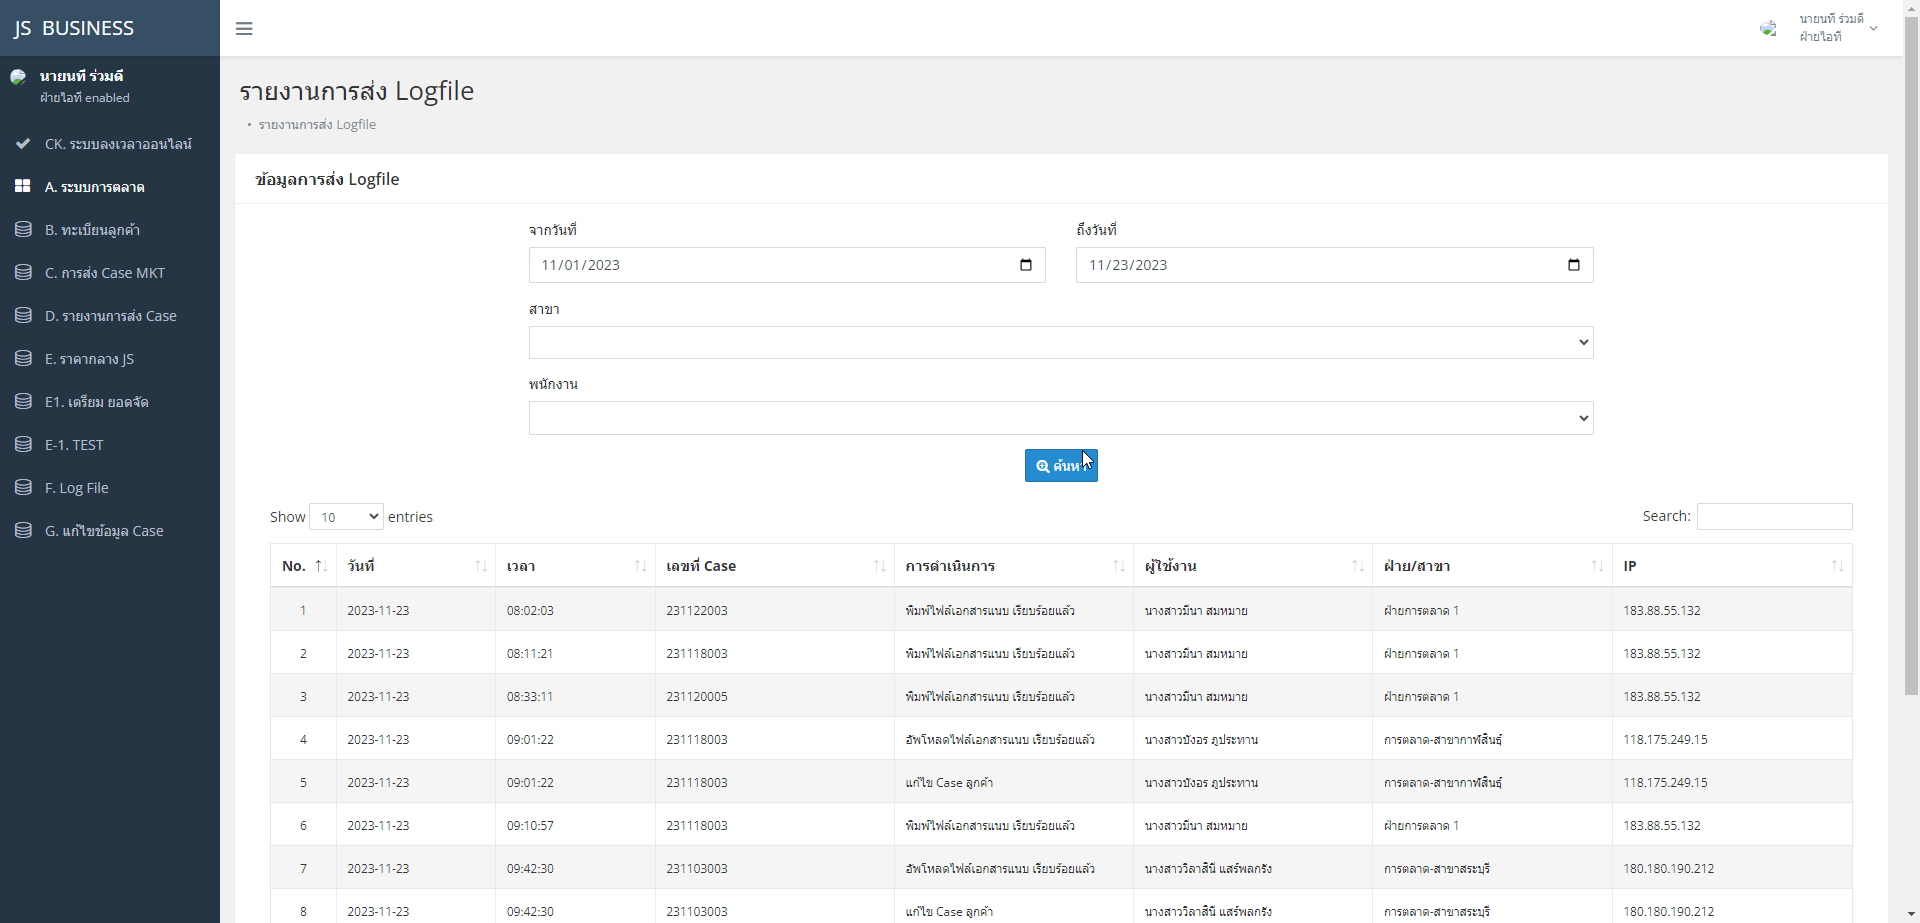 JS BUSINESS
นายนที ร่วมดี
ฝ่ายไอที
นายนที ร่วมดี
ฝ่ายไอที enabled
CK. ระบบลงเวลาออนไลน์
A. ระบบการตลาด
B. ทะเบียนลูกค้า
C. การส่ง Case MKT
D. รายงานการส่ง Case
E. ราคากลาง JS
E1. เตรียม ยอดจัด
E-1. TEST
F. Log File
G. แก้ไขข้อมูล Case
รายงานการส่ง Logfile
• รายงานการส่ง Logfile
ข้อมูลการส่ง Logfile
จากวันที่ ถึงวันที่
11/01/2023 11/23/2023
สาขา
พนักงาน
ค้นหา
Show 10 entries Search:
No. วันที่ เวลา เลขที่ Case การดำเนินการ ผู้ใช้งาน ฝ่าย/สาขา IP
1 2023-11-23 08:02:03 231122003 พิมพ์ไฟล์เอกสารแนบ เรียบร้อยแล้ว นางสาวมีนา สมหมาย ฝ่ายการตลาด 1 183.88.55.132
2 2023-11-23 08:11:21 231118003 พิมพ์ไฟล์เอกสารแนบ เรียบร้อยแล้ว นางสาวมีนา สมหมาย ฝ่ายการตลาด 1 183.88.55.132
3 2023-11-23 08:33:11 231120005 พิมพ์ไฟล์เอกสารแนบ เรียบร้อยแล้ว นางสาวมีนา สมหมาย ฝ่ายการตลาด 1 183.88.55.132
4 2023-11-23 09:01:22 231118003 อัพโหลดไฟล์เอกสารแนบ เรียบร้อยแล้ว นางสาวบังอร ภูประทาน การตลาด-สาขากาฬสินธุ์ 118.175.249.15
5 2023-11-23 09:01:22 231118003 แก้ไข Case ลูกค้า นางสาวบังอร ภูประทาน การตลาด-สาขากาฬสินธุ์ 118.175.249.15
6 2023-11-23 09:10:57 231118003 พิมพ์ไฟล์เอกสารแนบ เรียบร้อยแล้ว นางสาวมีนา สมหมาย ฝ่ายการตลาด 1 183.88.55.132
7 2023-11-23 09:42:30 231103003 อัพโหลดไฟล์เอกสารแนบ เรียบร้อยแล้ว นางสาววิลาสินี แสร์พลกรัง การตลาด-สาขาสระบุรี 180.180.190.212
8 2023-11-23 09:42:30 231103003 แก้ไข Case ลูกค้า นางสาววิลาสินี แสร์พลกรัง การตลาด-สาขาสระบุรี 180.180.190.212